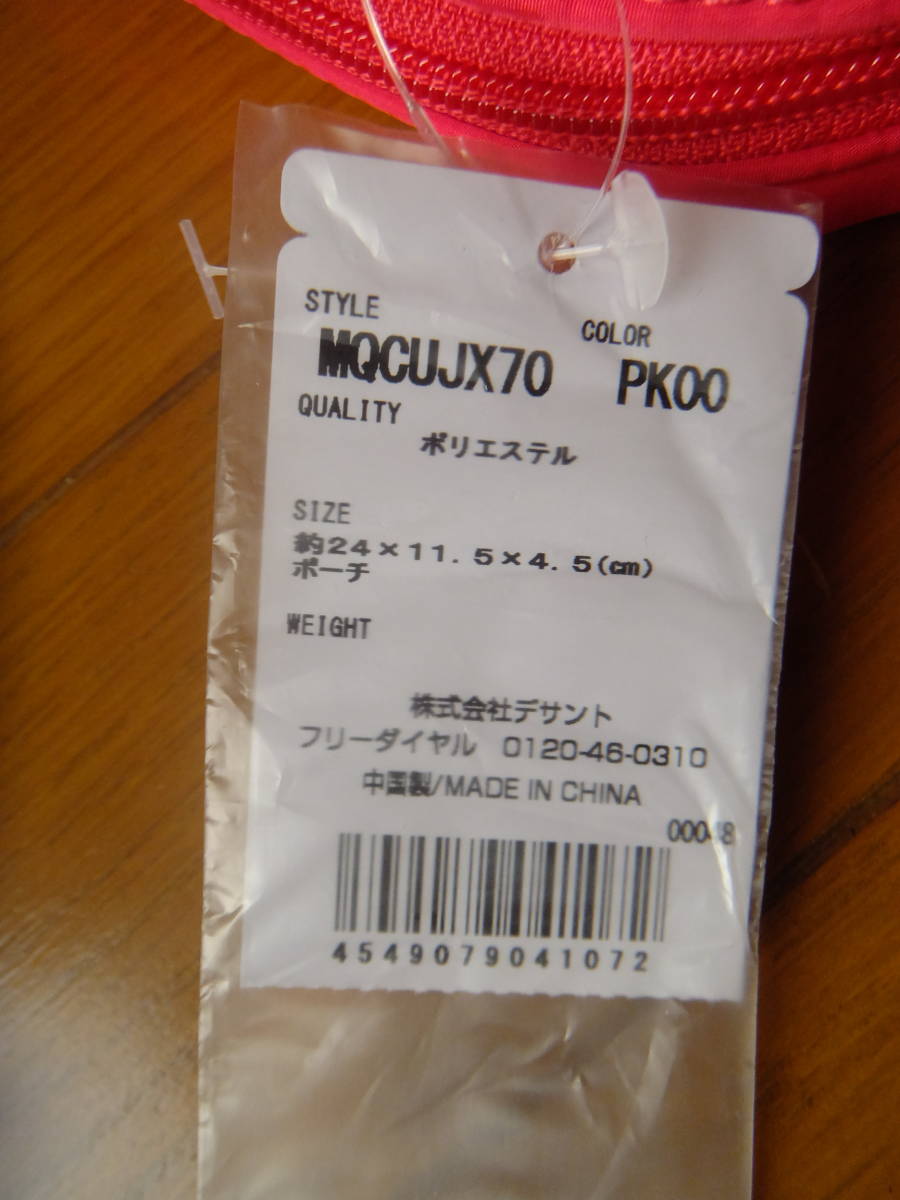 STYLE
COLOR
MQCUJX70 PK00
QUALITY
ポリエステル
SIZE
約24×11.5×4.5(cm)
ポーチ
WEIGHT
株式会社デサント
フリーダイヤル 0120-46-0310
中国製/MADE IN CHINA
00048
4549079041072